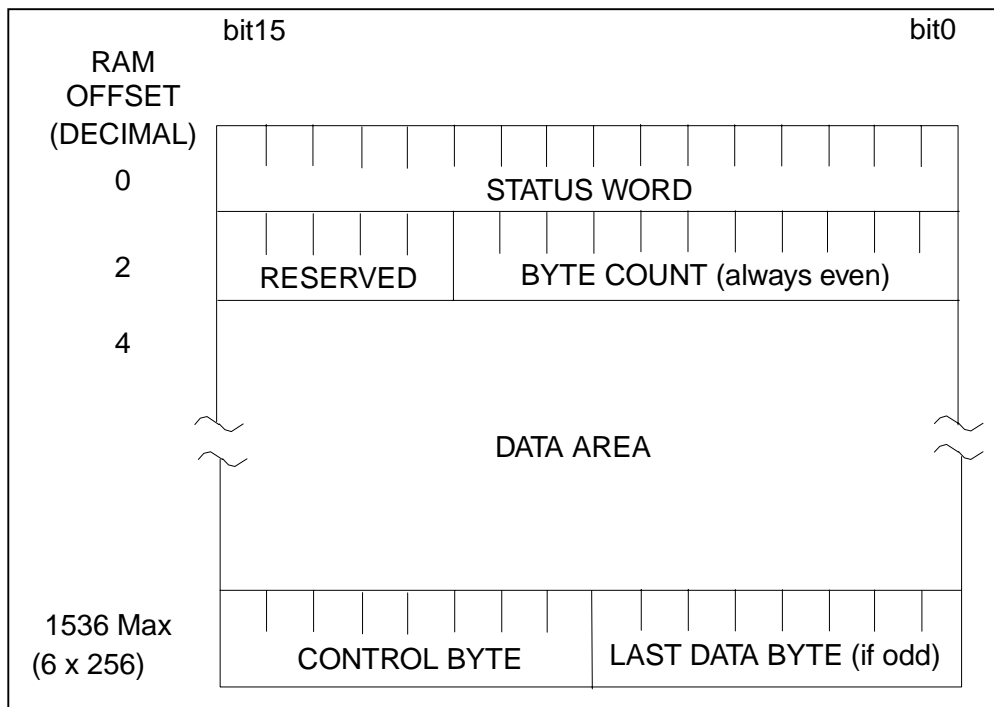 bit15 bit0
RAM
OFFSET
(DECIMAL)
0 STATUS WORD
2 RESERVED BYTE COUNT (always even)
4
DATA AREA
1536 Max
(6 x 256) CONTROL BYTE LAST DATA BYTE (if odd)